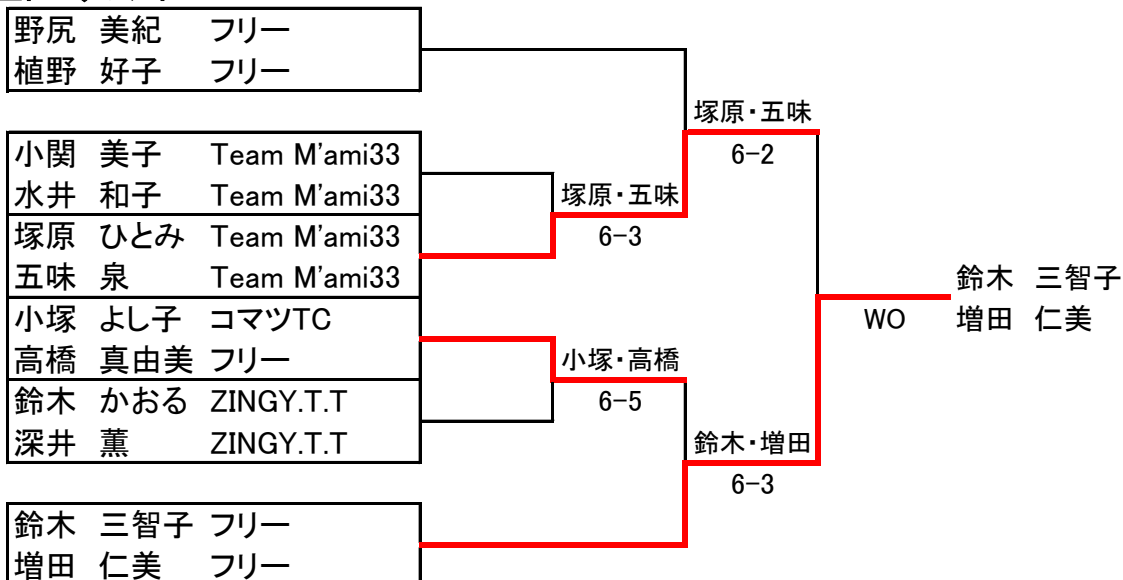 野尻 美紀 フリー
植野 好子 フリー
塚原・五味
6-2
小関 美子 Team M'ami33
水井 和子 Team M'ami33
塚原・五味
6-3
塚原 ひとみ Team M'ami33
五味 泉 Team M'ami33
鈴木 三智子
増田 仁美
WO
小塚 よし子 コマツTC
高橋 真由美 フリー
小塚・高橋
6-5
鈴木 かおる ZINGY.T.T
深井 薫 ZINGY.T.T
鈴木・増田
6-3
鈴木 三智子 フリー
増田 仁美 フリー